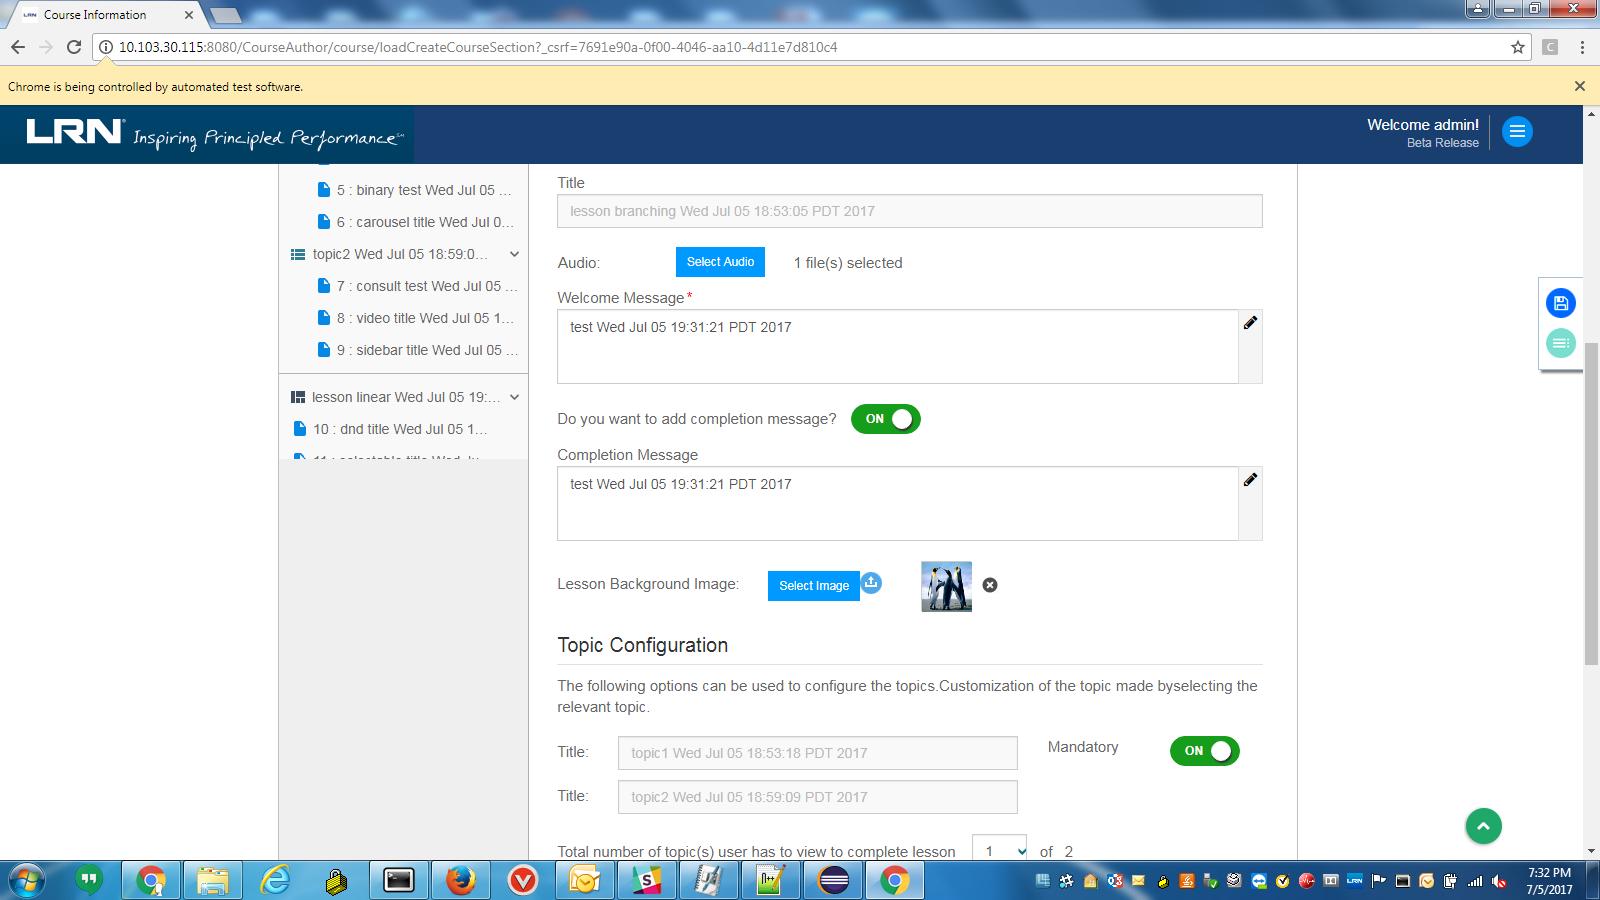 LRN Course Information
10.103.30.115:8080/CourseAuthor/course/loadCreateCourseSection?_csrf=7691e90a-0f00-4046-aa10-4d11e7d810c4
C
Chrome is being controlled by automated test software.
LRN Inspiring Principled Performance
Welcome admin!
Beta Release
5 : binary test Wed Jul 05 ...
6 : carousel title Wed Jul 0...
topic2 Wed Jul 05 18:59:0...
7 : consult test Wed Jul 05 ...
8 : video title Wed Jul 05 1...
9 : sidebar title Wed Jul 05 ...
lesson linear Wed Jul 05 19:...
10 : dnd title Wed Jul 05 1...
Title
lesson branching Wed Jul 05 18:53:05 PDT 2017
Audio: Select Audio 1 file(s) selected
Welcome Message*
test Wed Jul 05 19:31:21 PDT 2017
Do you want to add completion message? ON
Completion Message
test Wed Jul 05 19:31:21 PDT 2017
Lesson Background Image: Select Image
Topic Configuration
The following options can be used to configure the topics.Customization of the topic made byselecting the
relevant topic.
Title: topic1 Wed Jul 05 18:53:18 PDT 2017 Mandatory ON
Title: topic2 Wed Jul 05 18:59:09 PDT 2017
Total number of topic(s) user has to view to complete lesson 1 of 2
7:32 PM
7/5/2017